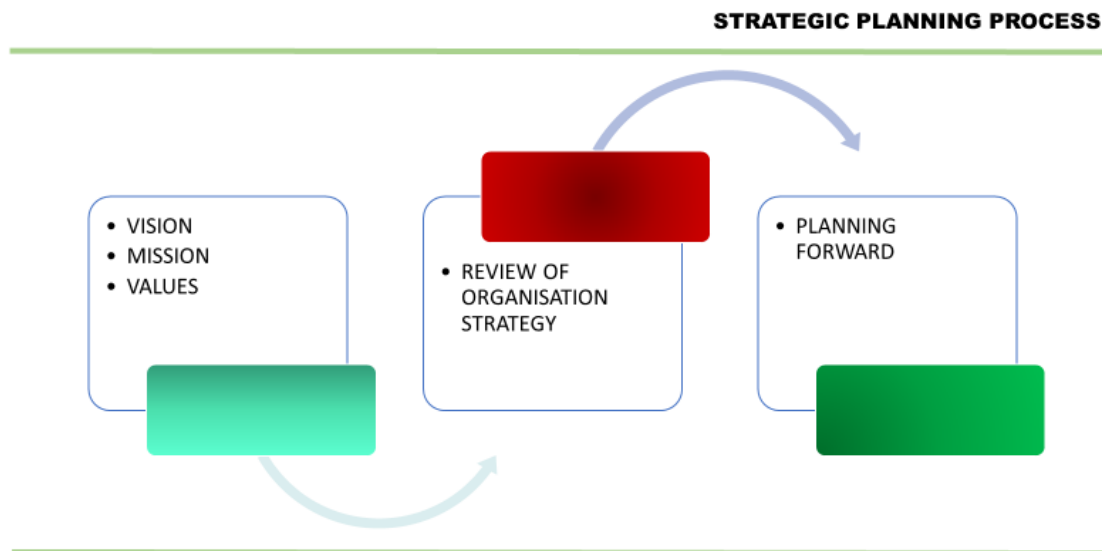 STRATEGIC PLANNING PROCESS
• VISION
• MISSION
• VALUES
• REVIEW OF
ORGANISATION
STRATEGY
• PLANNING
FORWARD